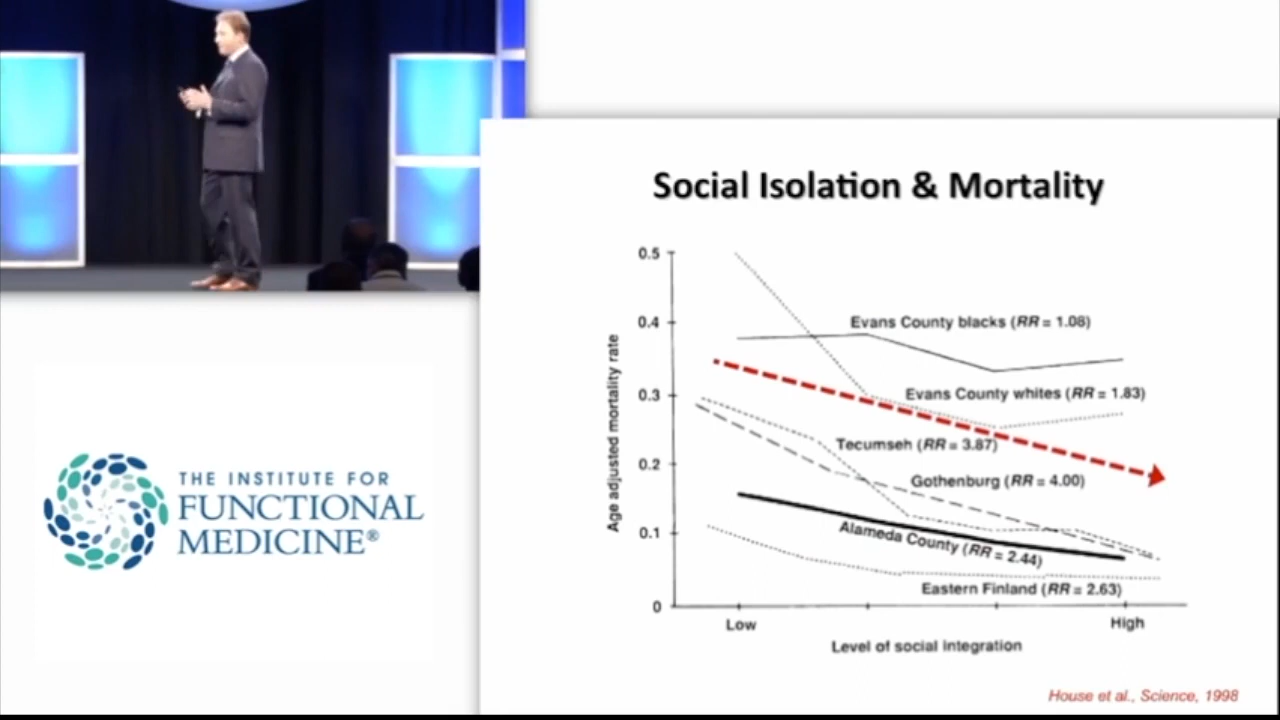 Social Isolation & Mortality
0.5
0.4
0.3
0.2
0.1
0
Age adjusted mortality rate
Evans County blacks (RR = 1.08)
Evans County whites (RR = 1.83)
Tecumseh (RR = 3.87)
Gothenburg (RR = 4.00)
Alameda County (RR = 2.44)
Eastern Finland (RR = 2.63)
Low
High
Level of social integration
House et al., Science, 1998
THE INSTITUTE FOR
FUNCTIONAL
MEDICINE®